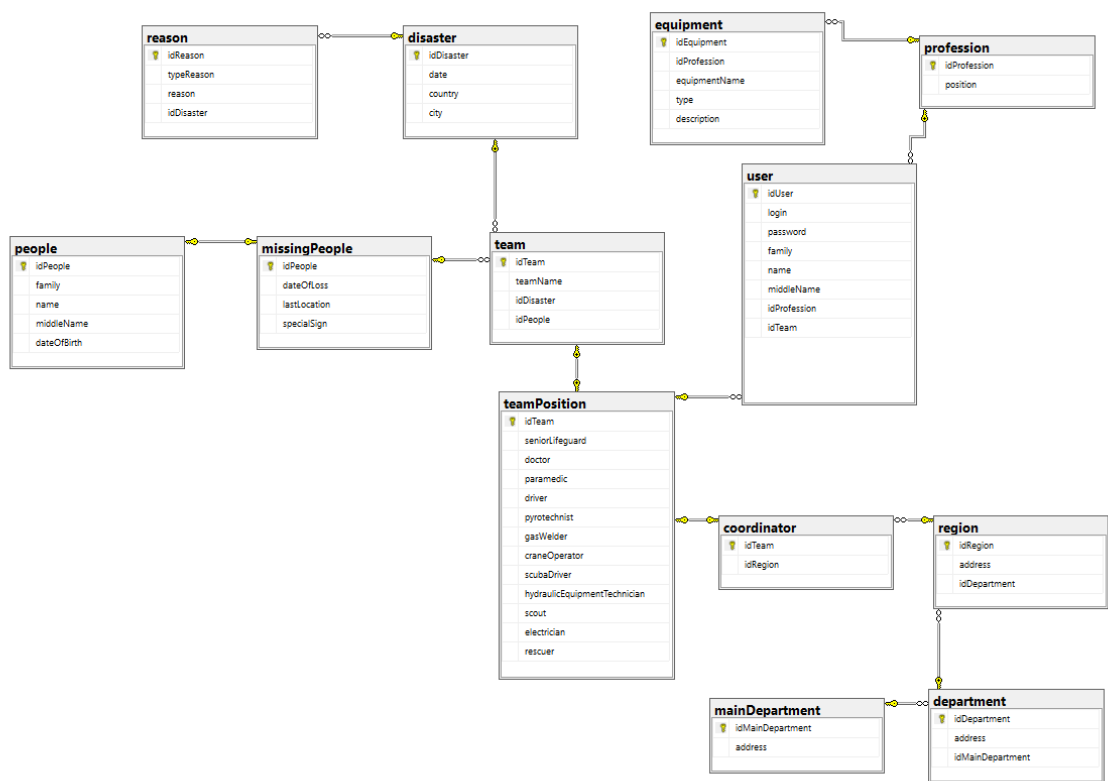 reason
idReason
typeReason
reason
idDisaster
disaster
idDisaster
date
country
city
equipment
idEquipment
idProfession
equipmentName
type
description
profession
idProfession
position
user
idUser
login
password
family
name
middleName
idProfession
idTeam
people
idPeople
family
name
middleName
dateOfBirth
missingPeople
idPeople
dateOfLoss
lastLocation
specialSign
team
idTeam
teamName
idDisaster
idPeople
teamPosition
idTeam
seniorLifeguard
doctor
paramedic
driver
pyrotechnist
gasWelder
craneOperator
scubaDriver
hydraulicEquipmentTechnician
scout
electrician
rescuer
coordinator
idTeam
idRegion
region
idRegion
address
idDepartment
mainDepartment
idMainDepartment
address
department
idDepartment
address
idMainDepartment